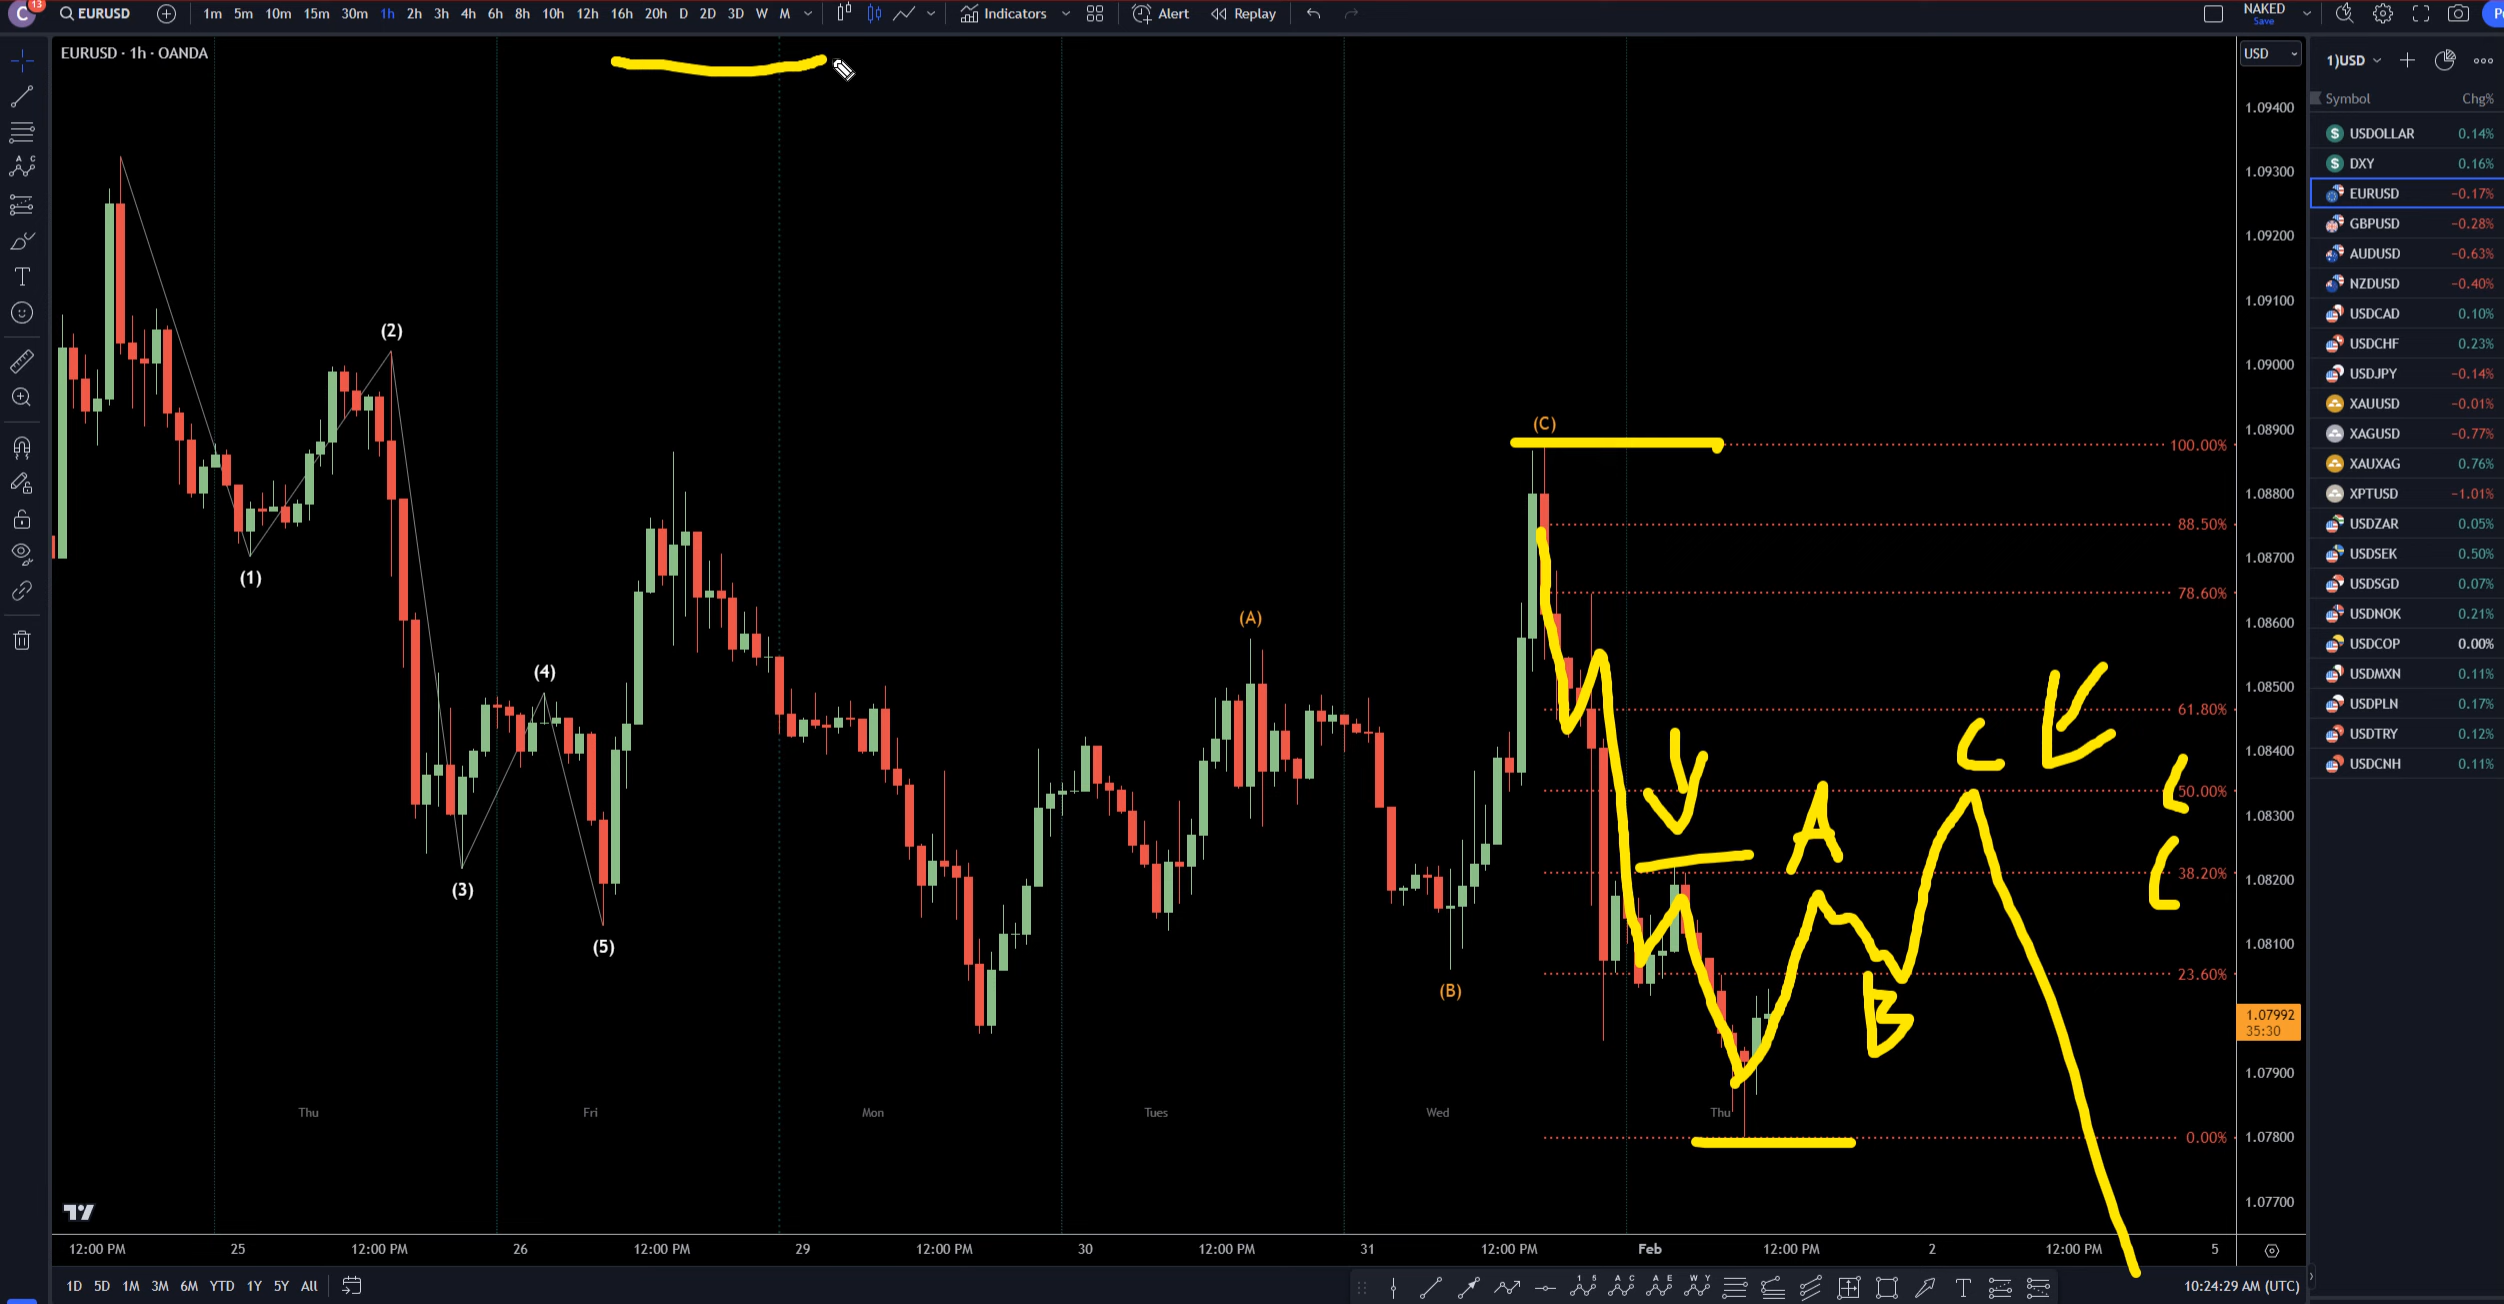 C 13 EURUSD 1m 5m 10m 15m 30m 1h 2h 3h 4h 6h 8h 10h 12h 16h 20h D 2D 3D W M Indicators Alert Replay NAKED
Save
EURUSD · 1h · OANDA
USD
1)USD
Symbol Chg%
USDOLLAR 0.14%
DXY 0.16%
EURUSD −0.17%
GBPUSD −0.28%
AUDUSD −0.63%
NZDUSD −0.40%
USDCAD 0.10%
USDCHF 0.23%
USDJPY −0.14%
XAUUSD −0.01%
XAGUSD −0.77%
XAUXAG 0.76%
XPTUSD −1.01%
USDZAR 0.05%
USDSEK 0.50%
USDSGD 0.07%
USDNOK 0.21%
USDCOP 0.00%
USDMXN 0.11%
USDPLN 0.17%
USDTRY 0.12%
USDCNH 0.11%
1.09400
1.09300
1.09200
1.09100
1.09000
1.08900
1.08800
1.08700
1.08600
1.08500
1.08400
1.08300
1.08200
1.08100
1.07992
35:30
1.07900
1.07800
1.07700
(2)
(C)
100.00%
88.50%
(1)
78.60%
(A)
(4)
61.80%
C
50.00%
A
38.20%
(3)
(5)
23.60%
(B)
B
0.00%
Thu Fri Mon Tues Wed Thu
12:00 PM 25 12:00 PM 26 12:00 PM 29 12:00 PM 30 12:00 PM 31 12:00 PM Feb 12:00 PM 2 12:00 PM 5
1D 5D 1M 3M 6M YTD 1Y 5Y All 10:24:29 AM (UTC)